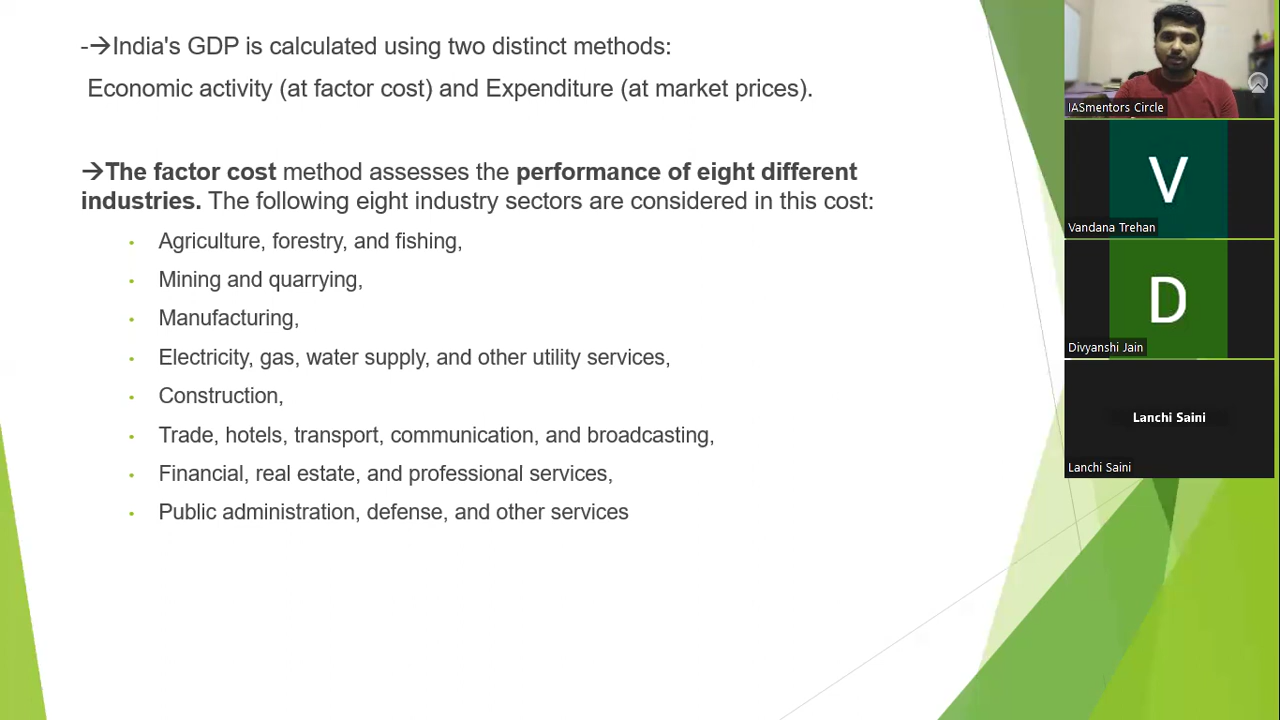 -→India's GDP is calculated using two distinct methods:
Economic activity (at factor cost) and Expenditure (at market prices).
→The factor cost method assesses the performance of eight different
industries. The following eight industry sectors are considered in this cost:
• Agriculture, forestry, and fishing,
• Mining and quarrying,
• Manufacturing,
• Electricity, gas, water supply, and other utility services,
• Construction,
• Trade, hotels, transport, communication, and broadcasting,
• Financial, real estate, and professional services,
• Public administration, defense, and other services
IASmentors Circle
V
Vandana Trehan
D
Divyanshi Jain
Lanchi Saini
Lanchi Saini